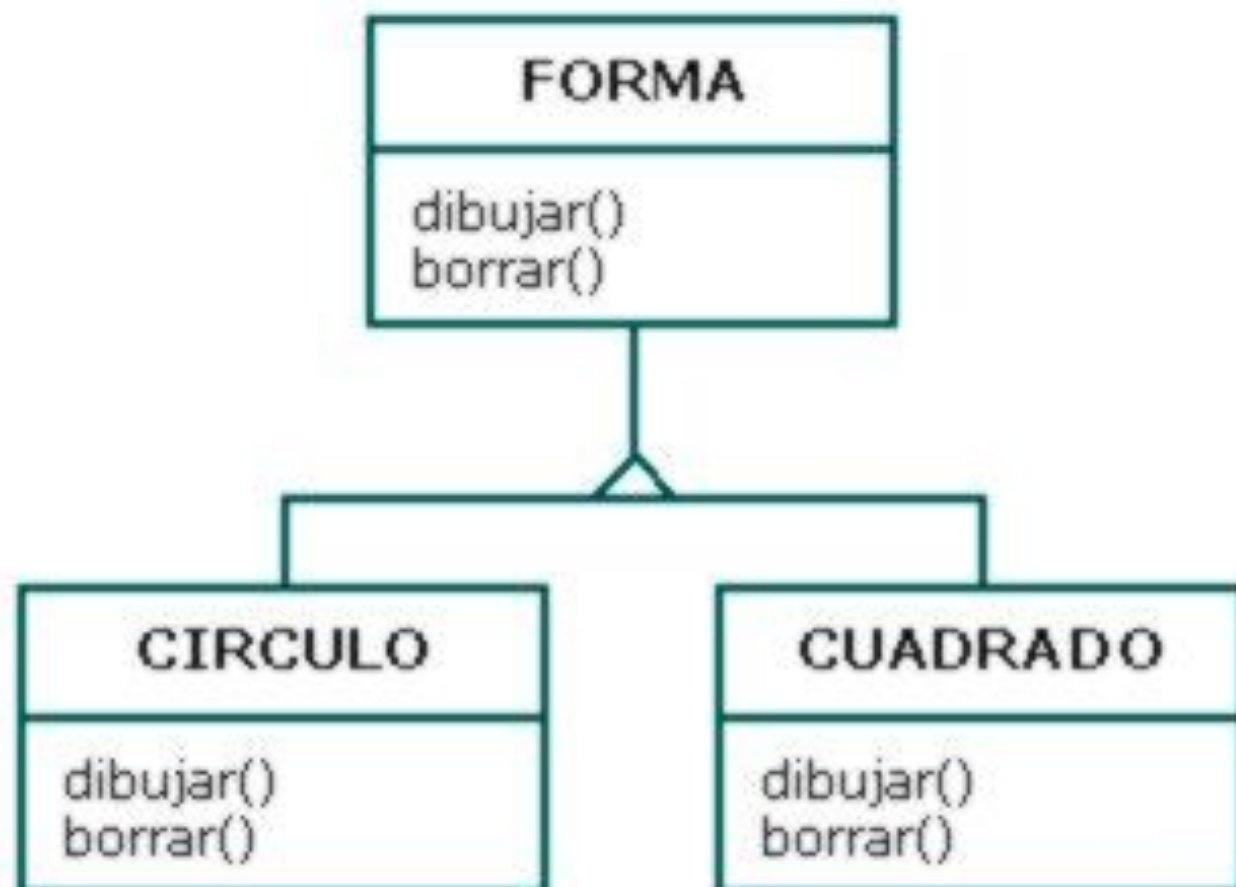 FORMA
dibujar()
borrar()
CIRCULO
dibujar()
borrar()
CUADRADO
dibujar()
borrar()